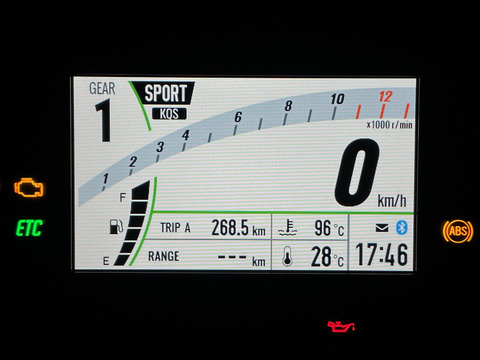 GEAR
1
SPORT
KQS
1 2 3 4 6 8 10 12
x1000 r/min
0 km/h
F
E
TRIP A 268.5 km
96 °C
RANGE --- km
28 °C
17:46
ETC
ABS